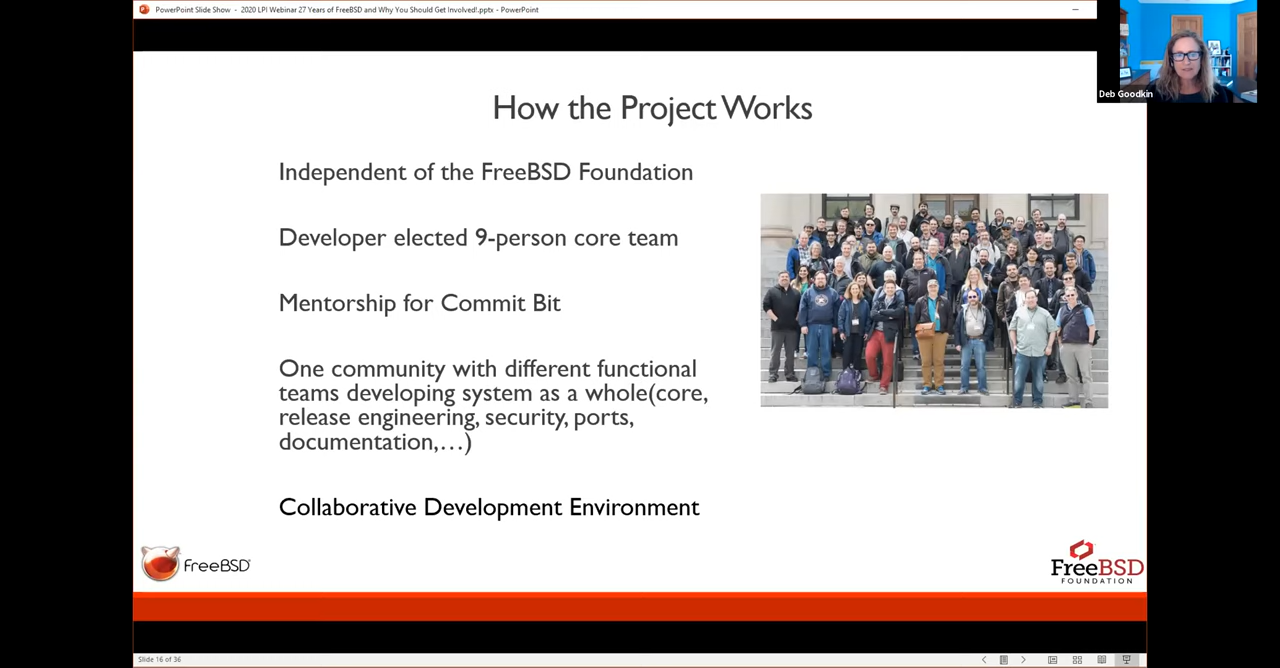 PowerPoint Slide Show - 2020 LPI Webinar 27 Years of FreeBSD and Why You Should Get Involved!.pptx - PowerPoint
Deb Goodkin
How the Project Works
Independent of the FreeBSD Foundation
Developer elected 9-person core team
Mentorship for Commit Bit
One community with different functional
teams developing system as a whole(core,
release engineering, security, ports,
documentation,...)
Collaborative Development Environment
FreeBSD
FreeBSD
FOUNDATION
Slide 16 of 36